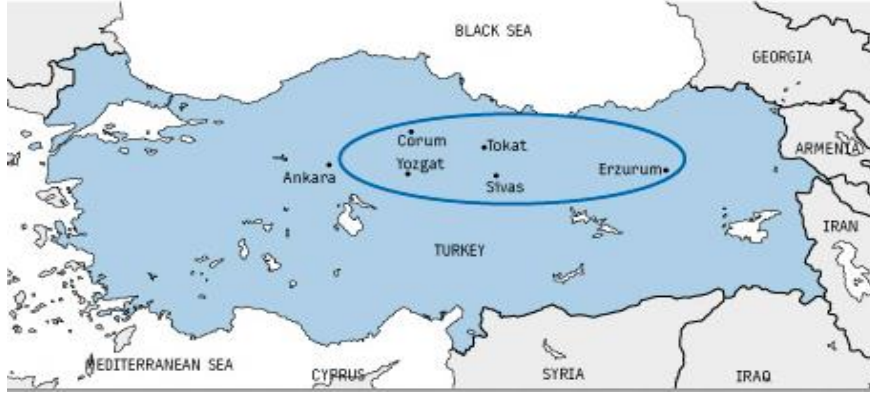 BLACK SEA
GEORGIA
Corum
Tokat
ARMENIA
Yozgat
Ankara
Erzurum
Sivas
IRAN
TURKEY
MEDITERRANEAN SEA
CYPRUS
SYRIA
IRAQ